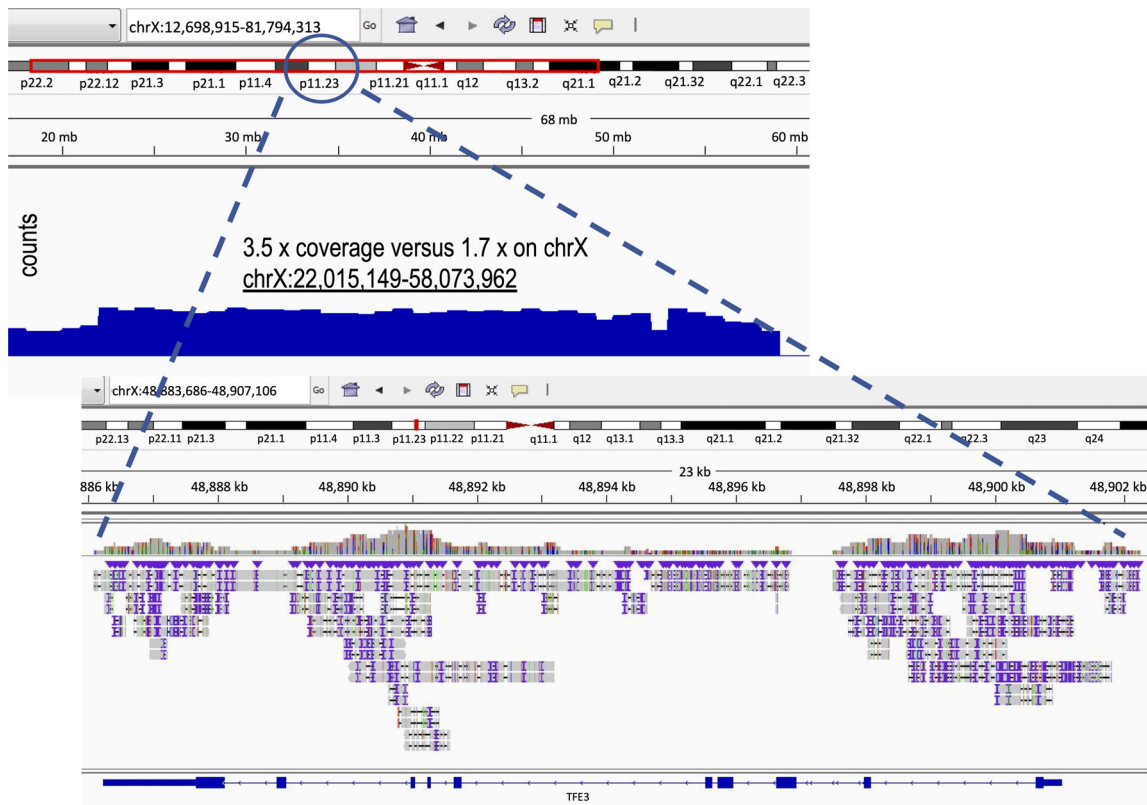 chrX:12,698,915-81,794,313 Go
p22.2 p22.12 p21.3 p21.1 p11.4 p11.23 p11.21 q11.1 q12 q13.2 q21.1 q21.2 q21.32 q22.1 q22.3
68 mb
20 mb 30 mb 40 mb 50 mb 60 mb
counts
3.5 x coverage versus 1.7 x on chrX
chrX:22,015,149-58,073,962
chrX:48,883,686-48,907,106 Go
p22.13 p22.11 p21.3 p21.1 p11.4 p11.3 p11.23 p11.22 p11.21 q11.1 q12 q13.1 q13.3 q21.1 q21.2 q21.32 q22.1 q22.3 q23 q24
23 kb
886 kb 48,888 kb 48,890 kb 48,892 kb 48,894 kb 48,896 kb 48,898 kb 48,900 kb 48,902 kb
TFE3